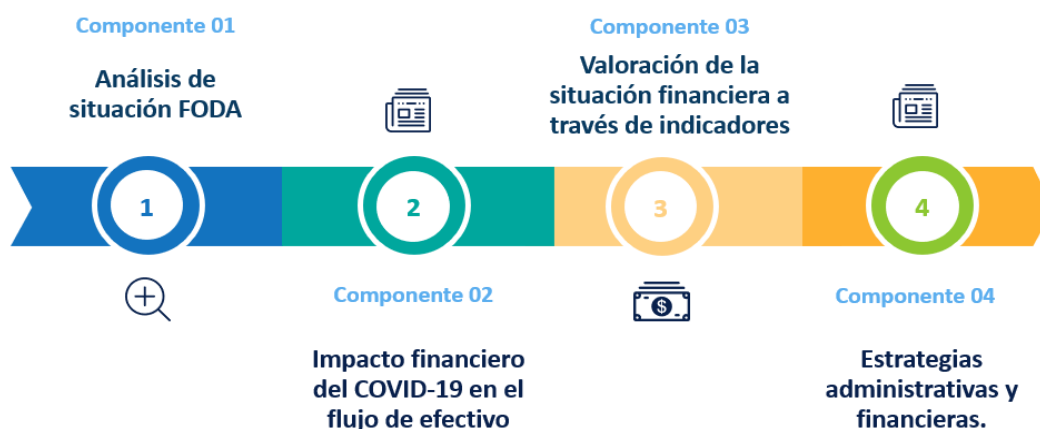 Componente 01
Análisis de
situación FODA
1
Componente 02
Impacto financiero
del COVID-19 en el
flujo de efectivo
2
Componente 03
Valoración de la
situación financiera a
través de indicadores
3
$
Componente 04
Estrategias
administrativas y
financieras.
4